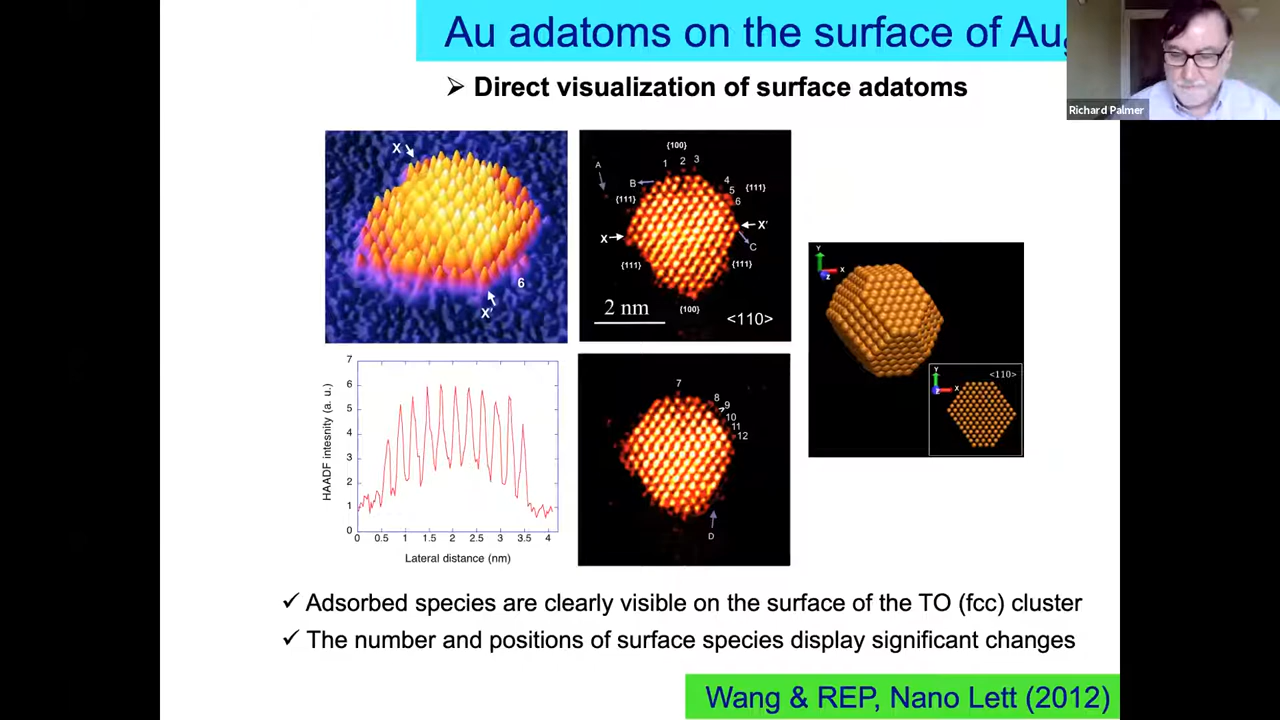 Au adatoms on the surface of Au
Richard Palmer
➢ Direct visualization of surface adatoms
X
6
X'
{100}
A
1 2 3
B
4
5
{111}
{111}
6
X
X'
C
{111}
{111}
2 nm
{100}
<110>
Y
X
Z
Y
<110>
X
Z
7
6
5
4
3
2
1
0
HAADF intesnity (a. u.)
0 0.5 1 1.5 2 2.5 3 3.5 4
Lateral distance (nm)
7
8
9
10
11
12
D
✓ Adsorbed species are clearly visible on the surface of the TO (fcc) cluster
✓ The number and positions of surface species display significant changes
Wang & REP, Nano Lett (2012)